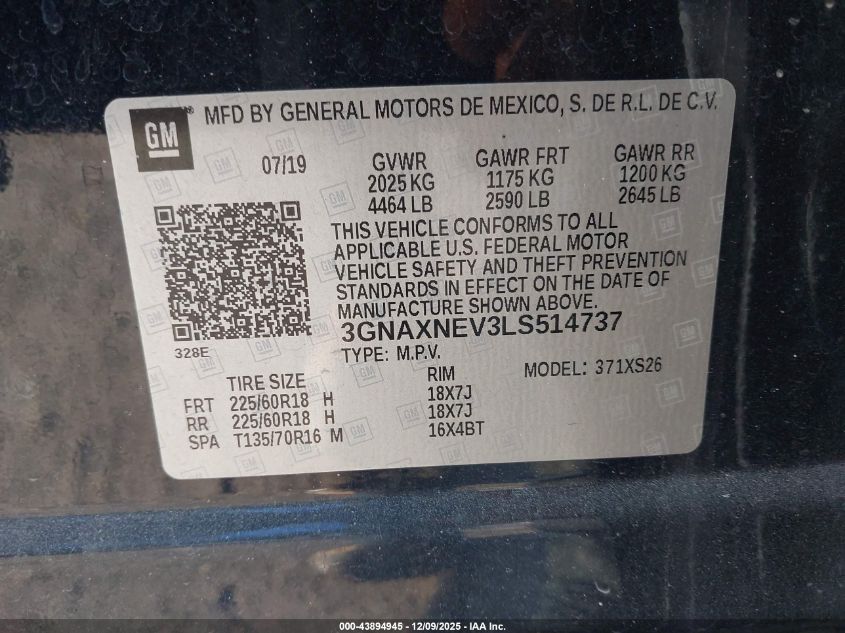 GM ® MFD BY GENERAL MOTORS DE MEXICO, S. DE R.L. DE C.V.
07/19 GVWR GAWR FRT GAWR RR
2025 KG 1175 KG 1200 KG
4464 LB 2590 LB 2645 LB
THIS VEHICLE CONFORMS TO ALL
APPLICABLE U.S. FEDERAL MOTOR
VEHICLE SAFETY AND THEFT PREVENTION
STANDARDS IN EFFECT ON THE DATE OF
MANUFACTURE SHOWN ABOVE.
3GNAXNEV3LS514737
328E TYPE: M.P.V. MODEL: 371XS26
TIRE SIZE RIM
FRT 225/60R18 H 18X7J
RR 225/60R18 H 18X7J
SPA T135/70R16 M 16X4BT
000-43894945 - 12/09/2025 - IAA Inc.